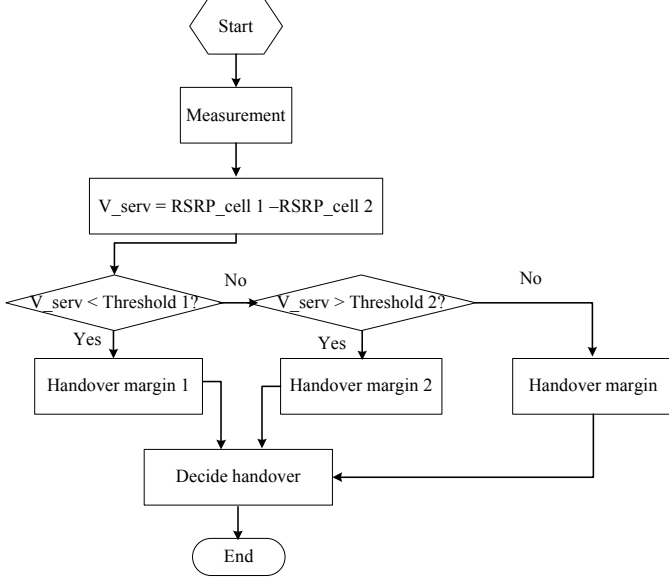 Start
Measurement
V_serv = RSRP_cell 1 –RSRP_cell 2
V_serv < Threshold 1?
No
V_serv > Threshold 2?
No
Yes
Yes
Handover margin 1
Handover margin 2
Handover margin
Decide handover
End